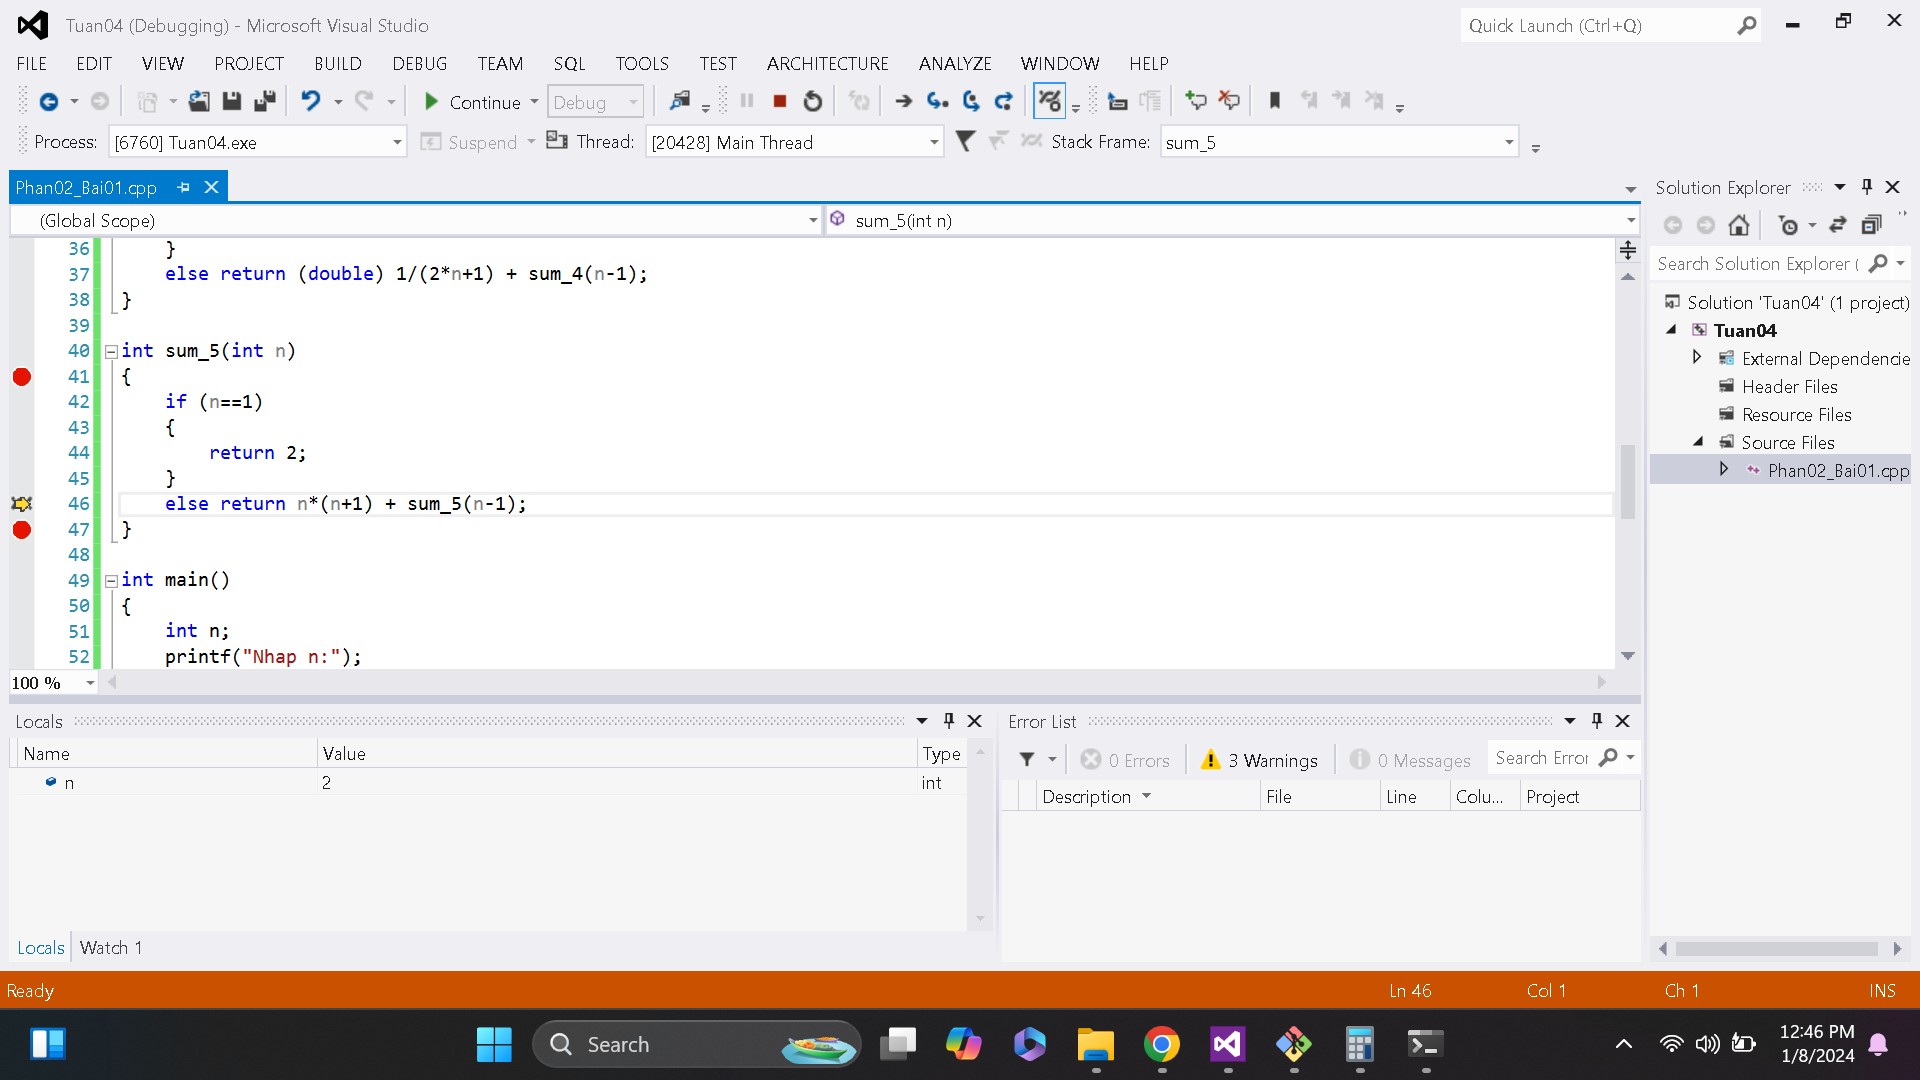 Tuan04 (Debugging) - Microsoft Visual Studio
Quick Launch (Ctrl+Q)
FILE EDIT VIEW PROJECT BUILD DEBUG TEAM SQL TOOLS TEST ARCHITECTURE ANALYZE WINDOW HELP
Continue Debug
Process: [6760] Tuan04.exe Suspend Thread: [20428] Main Thread Stack Frame: sum_5
Phan02_Bai01.cpp
(Global Scope) sum_5(int n)
36 }
37 else return (double) 1/(2*n+1) + sum_4(n-1);
38 }
39
40 int sum_5(int n)
41 {
42 if (n==1)
43 {
44 return 2;
45 }
46 else return n*(n+1) + sum_5(n-1);
47 }
48
49 int main()
50 {
51 int n;
52 printf("Nhap n:");
100 %
Solution Explorer
Search Solution Explorer (
Solution 'Tuan04' (1 project)
Tuan04
External Dependencie
Header Files
Resource Files
Source Files
Phan02_Bai01.cpp
Locals
Name Value Type
n 2 int
Locals Watch 1
Error List
0 Errors 3 Warnings 0 Messages Search Error
Description File Line Colu... Project
Ready Ln 46 Col 1 Ch 1 INS
Search
12:46 PM
1/8/2024